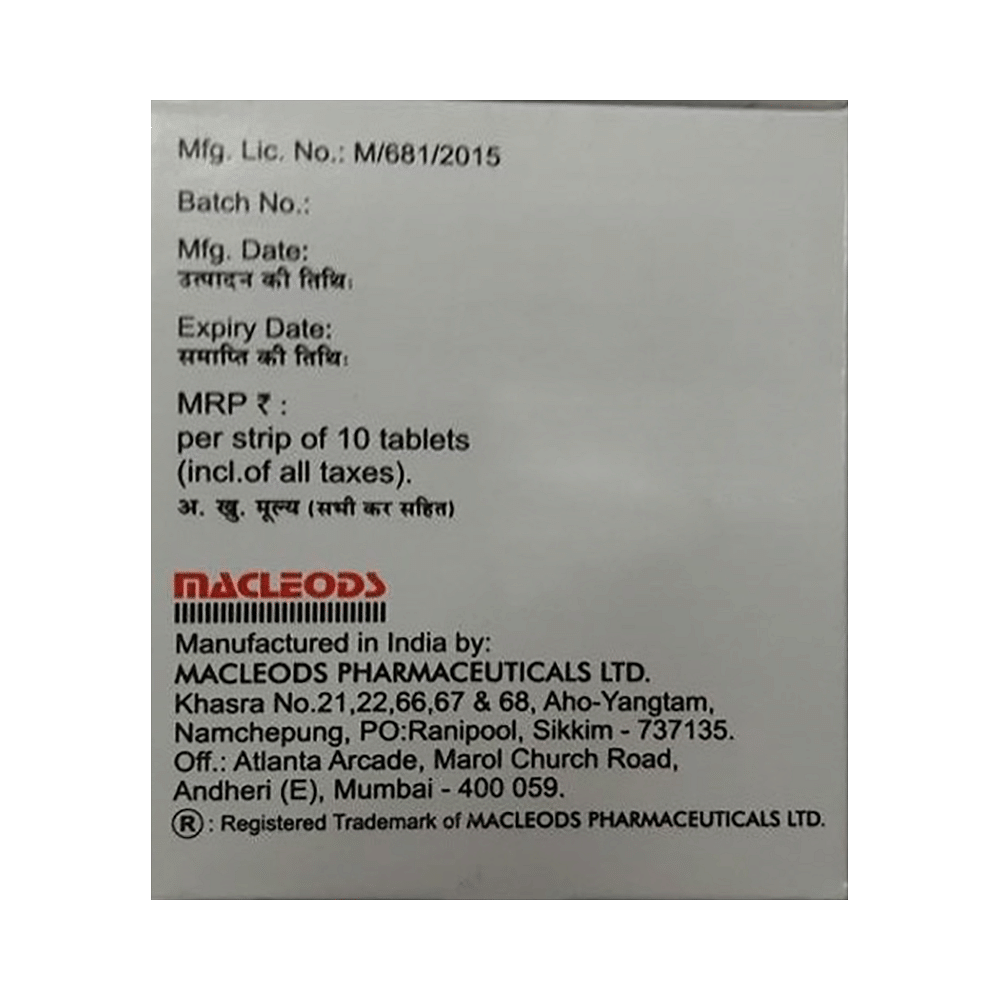 Mfg. Lic. No.: M/681/2015
Batch No.:
Mfg. Date:
उत्पादन की तिथि:
Expiry Date:
समाप्ति की तिथि:
MRP ₹ :
per strip of 10 tablets
(incl.of all taxes).
अ. खु. मूल्य (सभी कर सहित)
MACLEODS
Manufactured in India by:
MACLEODS PHARMACEUTICALS LTD.
Khasra No.21,22,66,67 & 68, Aho-Yangtam,
Namchepung, PO:Ranipool, Sikkim - 737135.
Off.: Atlanta Arcade, Marol Church Road,
Andheri (E), Mumbai - 400 059.
® : Registered Trademark of MACLEODS PHARMACEUTICALS LTD.